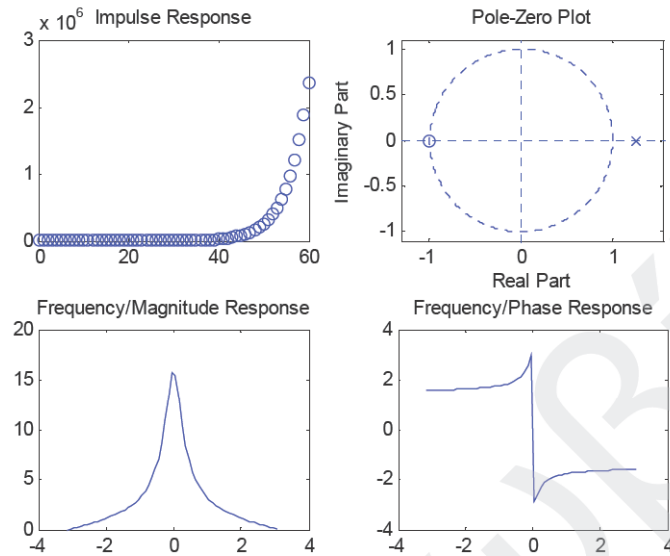 x 10^6 Impulse Response
3
2
1
0
0 20 40 60
Pole-Zero Plot
1
0.5
0
-0.5
-1
Imaginary Part
-1 0 1
Real Part
Frequency/Magnitude Response
20
15
10
5
0
-4 -2 0 2 4
Frequency/Phase Response
4
2
0
-2
-4
-4 -2 0 2 4